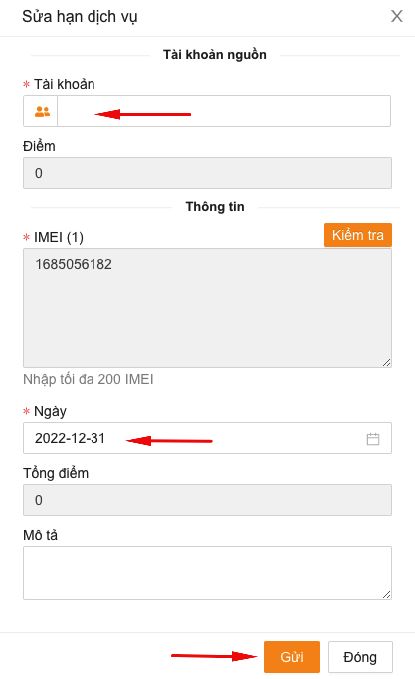 Sửa hạn dịch vụ
Tài khoản nguồn
* Tài khoản
Điểm
0
Thông tin
* IMEI (1)
Kiểm tra
1685056182
Nhập tối đa 200 IMEI
* Ngày
2022-12-31
Tổng điểm
0
Mô tả
Gửi
Đóng